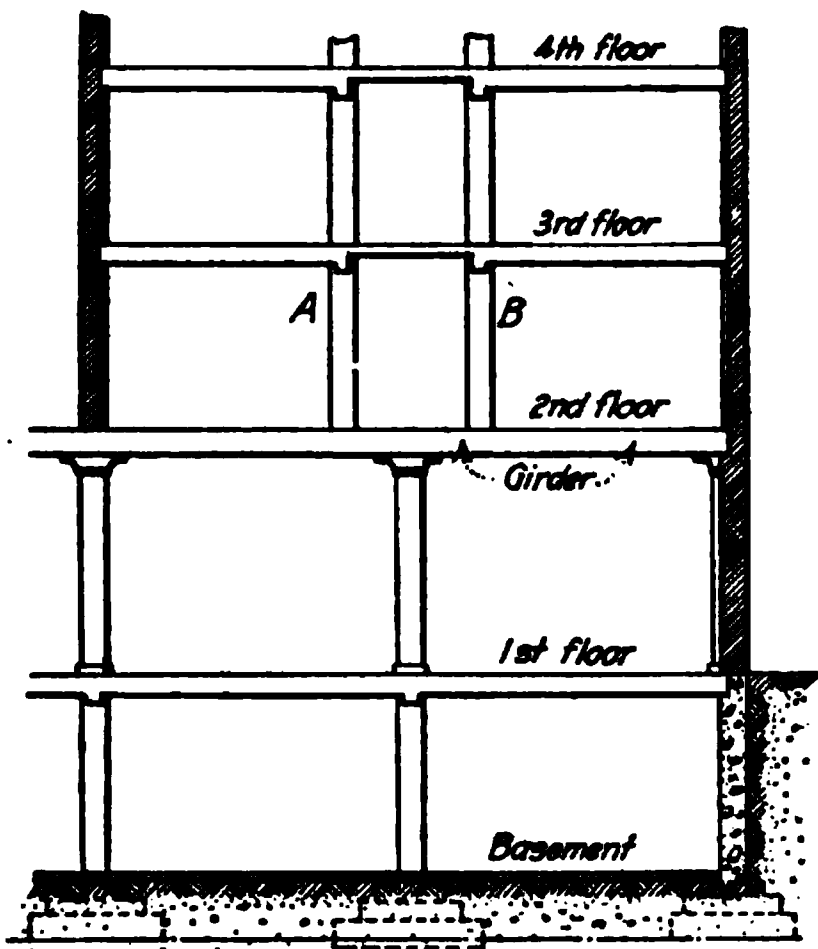 4th floor
3rd floor
A
B
2nd floor
Girder
1st floor
Basement